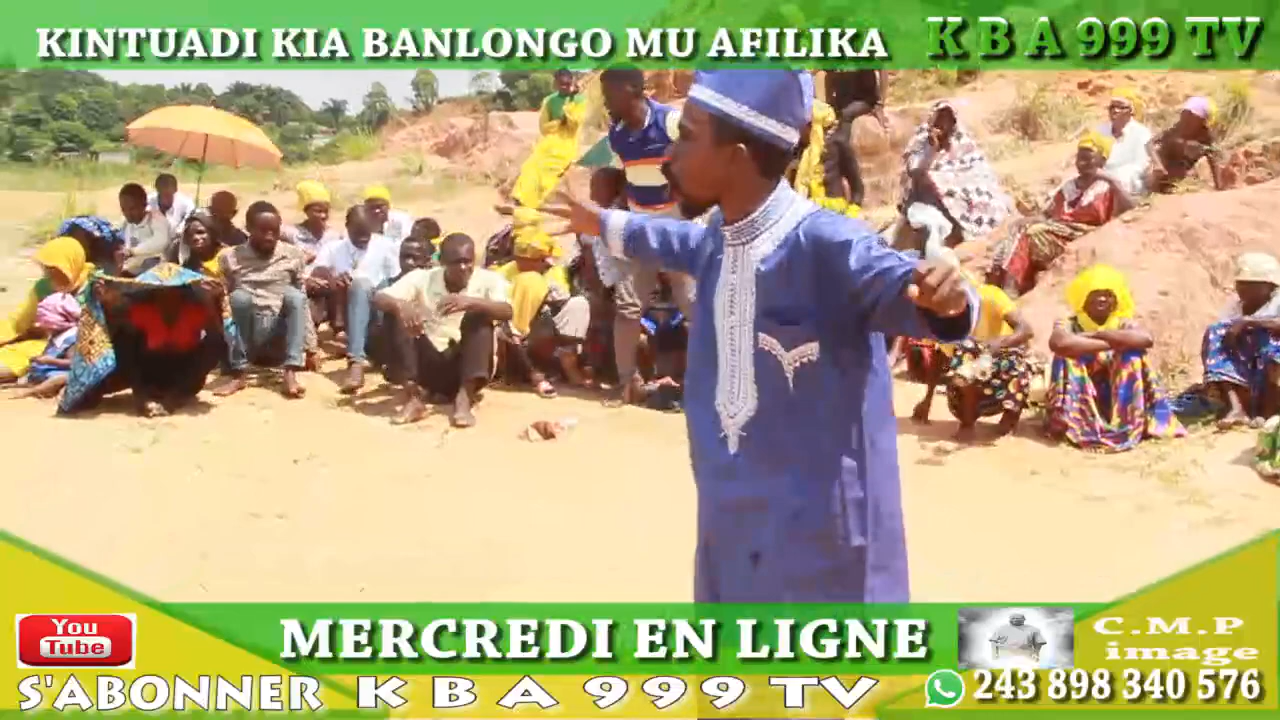 KINTUADI KIA BANLONGO MU AFILIKA
K B A 999 TV
You
Tube
MERCREDI EN LIGNE
C.M.P
image
S'ABONNER K B A 999 TV
243 898 340 576